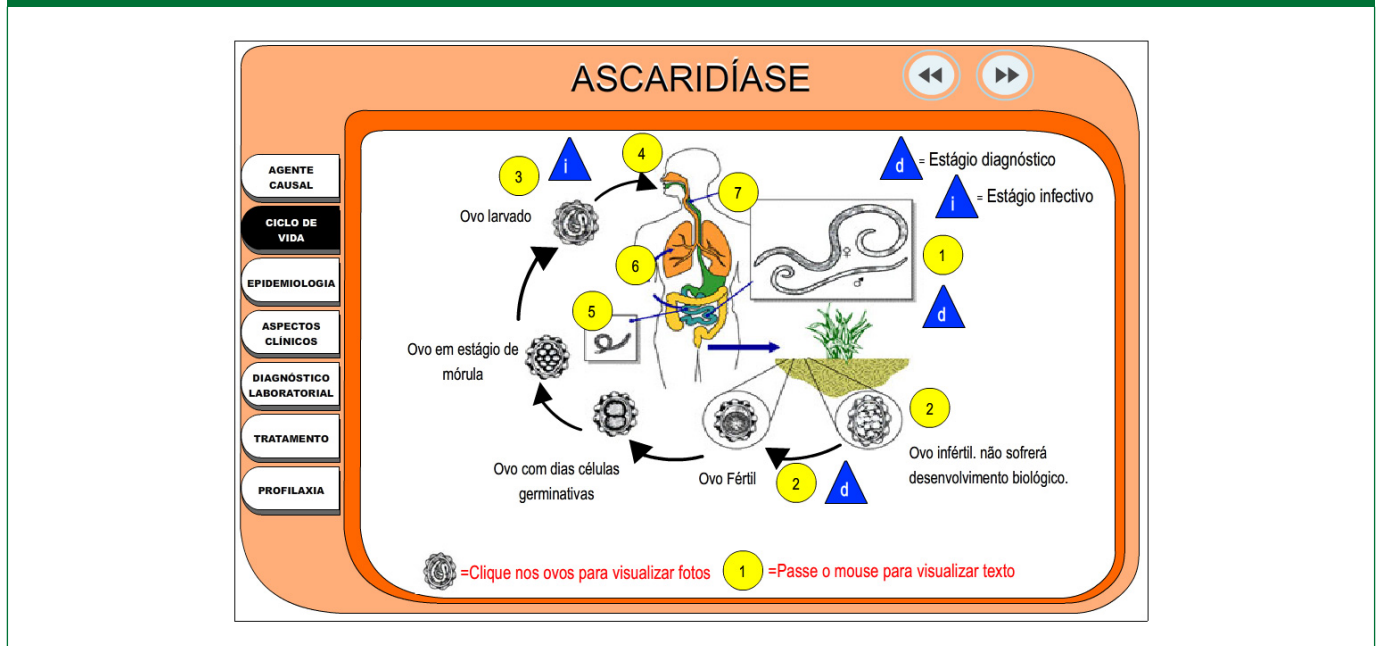 ASCARIDÍASE
AGENTE
CAUSAL
CICLO DE
VIDA
EPIDEMIOLOGIA
ASPECTOS
CLÍNICOS
DIAGNÓSTICO
LABORATORIAL
TRATAMENTO
PROFILAXIA
d = Estágio diagnóstico
i = Estágio infectivo
3
i
4
Ovo larvado
7
6
♀
♂
1
d
5
Ovo em estágio de
mórula
2
Ovo com dias células
germinativas
Ovo Fértil
2
d
Ovo infértil. não sofrerá
desenvolvimento biológico.
=Clique nos ovos para visualizar fotos
1 =Passe o mouse para visualizar texto